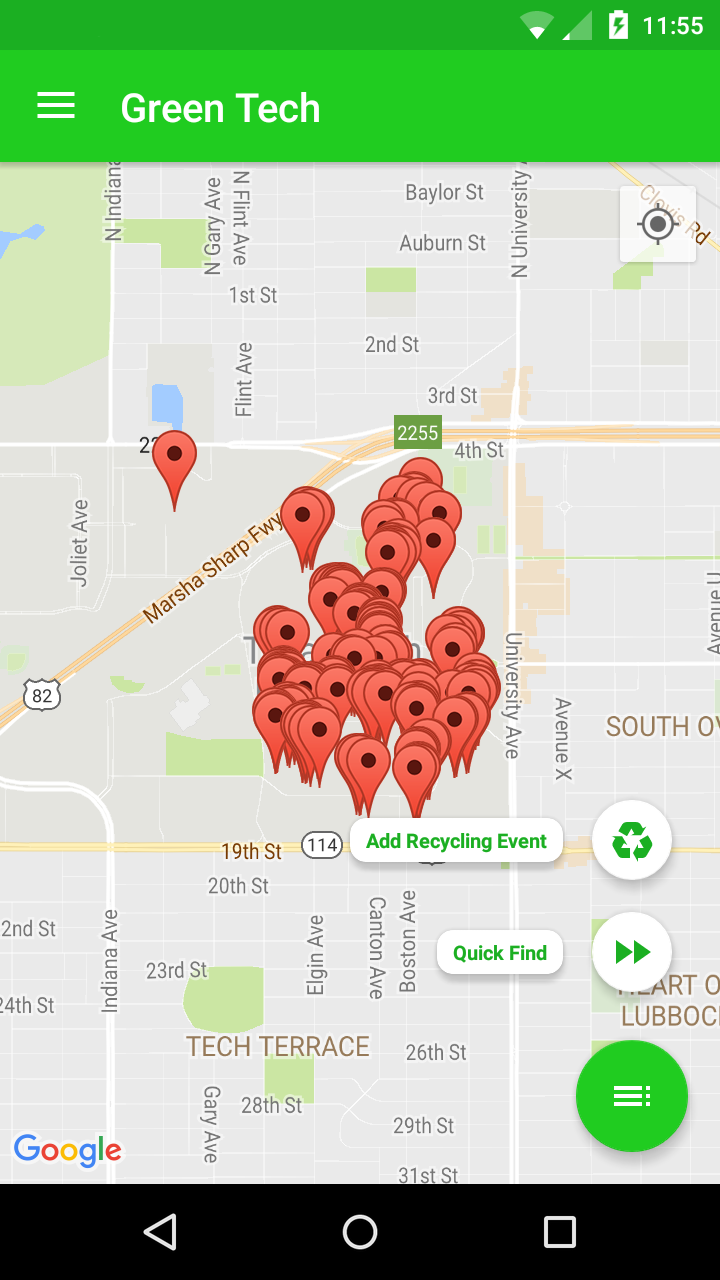 11:55
Green Tech
N Indiana
N Gary Ave
N Flint Ave
Baylor St
N University
Clovis Rd
Auburn St
1st St
2nd St
Flint Ave
3rd St
2255
4th St
Joliet Ave
Marsha Sharp Fwy
82
University Ave
Avenue U
Avenue X
SOUTH OV
19th St
114
Add Recycling Event
20th St
2nd St
Indiana Ave
Elgin Ave
Canton Ave
Boston Ave
Quick Find
23rd St
24th St
HEART O
LUBBOC
TECH TERRACE
26th St
Gary Ave
28th St
29th St
Google
31st St